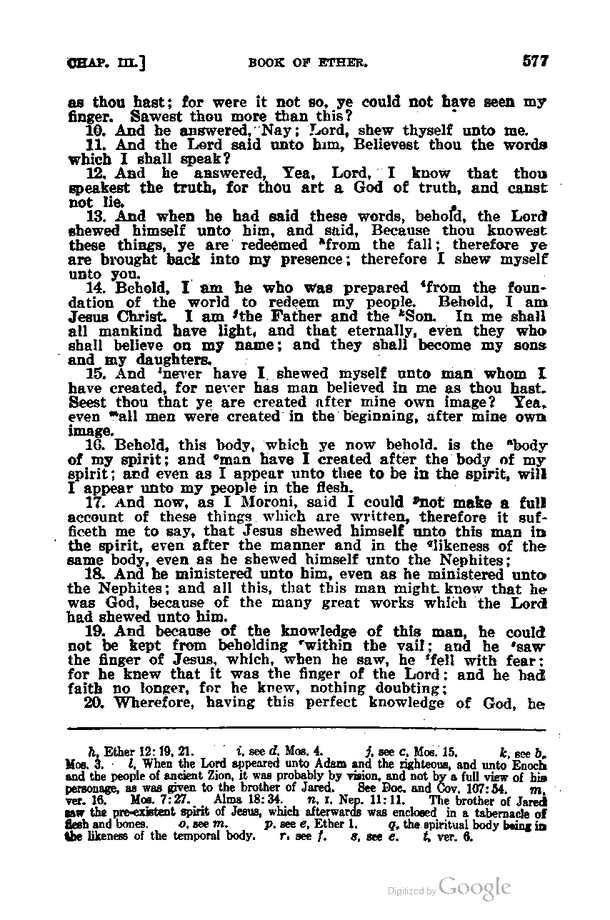 CHAP. III.] BOOK OF ETHER. 577
as thou hast; for were it not so, ye could not have seen my
finger. Sawest thou more than this?
10. And he answered, Nay; Lord, shew thyself unto me.
11. And the Lord said unto him, Believest thou the words
which I shall speak?
12. And he answered, Yea, Lord, I know that thou
speakest the truth, for thou art a God of truth, and canst
not lie.
13. And when he had said these words, behold, the Lord
shewed himself unto him, and said, Because thou knowest
these things, ye are redeemed ʰfrom the fall; therefore ye
are brought back into my presence; therefore I shew myself
unto you.
14. Behold, I am he who was prepared ⁱfrom the foun-
dation of the world to redeem my people. Behold, I am
Jesus Christ. I am ʲthe Father and the ᵏSon. In me shall
all mankind have light, and that eternally, even they who
shall believe on my name; and they shall become my sons
and my daughters.
15. And ˡnever have I shewed myself unto man whom I
have created, for never has man believed in me as thou hast.
Seest thou that ye are created after mine own image? Yea,
even ᵐall men were created in the beginning, after mine own
image.
16. Behold, this body, which ye now behold, is the ⁿbody
of my spirit; and ᵒman have I created after the body of my
spirit; and even as I appear unto thee to be in the spirit, will
I appear unto my people in the flesh.
17. And now, as I Moroni, said I could ᵖnot make a full
account of these things which are written, therefore it suf-
ficeth me to say, that Jesus shewed himself unto this man in
the spirit, even after the manner and in the qlikeness of the
same body, even as he shewed himself unto the Nephites;
18. And he ministered unto him, even as he ministered unto
the Nephites; and all this, that this man might know that he
was God, because of the many great works which the Lord
had shewed unto him.
19. And because of the knowledge of this man, he could
not be kept from beholding ʳwithin the vail; and he ˢsaw
the finger of Jesus, which, when he saw, he ᵗfell with fear;
for he knew that it was the finger of the Lord; and he had
faith no longer, for he knew, nothing doubting;
20. Wherefore, having this perfect knowledge of God, he
h, Ether 12:19, 21. i, see d, Mos. 4. j, see c, Mos. 15. k, see b,
Mos. 3. l, When the Lord appeared unto Adam and the righteous, and unto Enoch
and the people of ancient Zion, it was probably by vision, and not by a full view of his
personage, as was given to the brother of Jared. See Doc. and Cov. 107:54. m,
ver. 16. Mos. 7:27. Alma 18:34. n, 1. Nep. 11:11. The brother of Jared
saw the pre-existent spirit of Jesus, which afterwards was enclosed in a tabernacle of
flesh and bones. o, see m. p, see e, Ether 1. q, the spiritual body being in
the likeness of the temporal body. r, see f. s, see e. t, ver. 6.
Digitized by Google